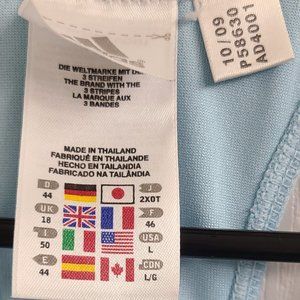 DIE WELTMARKE MIT DEN
3 STREIFEN
THE BRAND WITH THE
3 STRIPES
LA MARQUE AUX
3 BANDES
MADE IN THAILAND
FABRIQUÉ EN THAILANDE
HECHO EN TAILANDIA
FABRICADO NA TAILÂNDIA
D J
44 2XOT
UK F
18 46
I USA
50 L
E CDN
44 L/G
10/09
P58630
AD4001